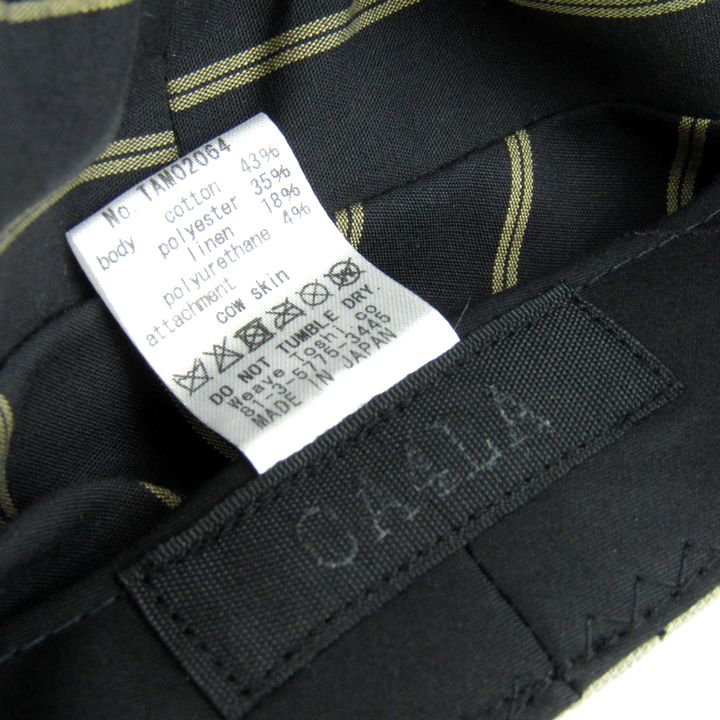 No. TAM02064
body cotton 43%
polyester 35%
linen 18%
polyurethane 4%
attachment
cow skin
DO NOT TUMBLE DRY.
Weave Toshi.co
81-3-5775-3445
MADE IN JAPAN
CA4LA